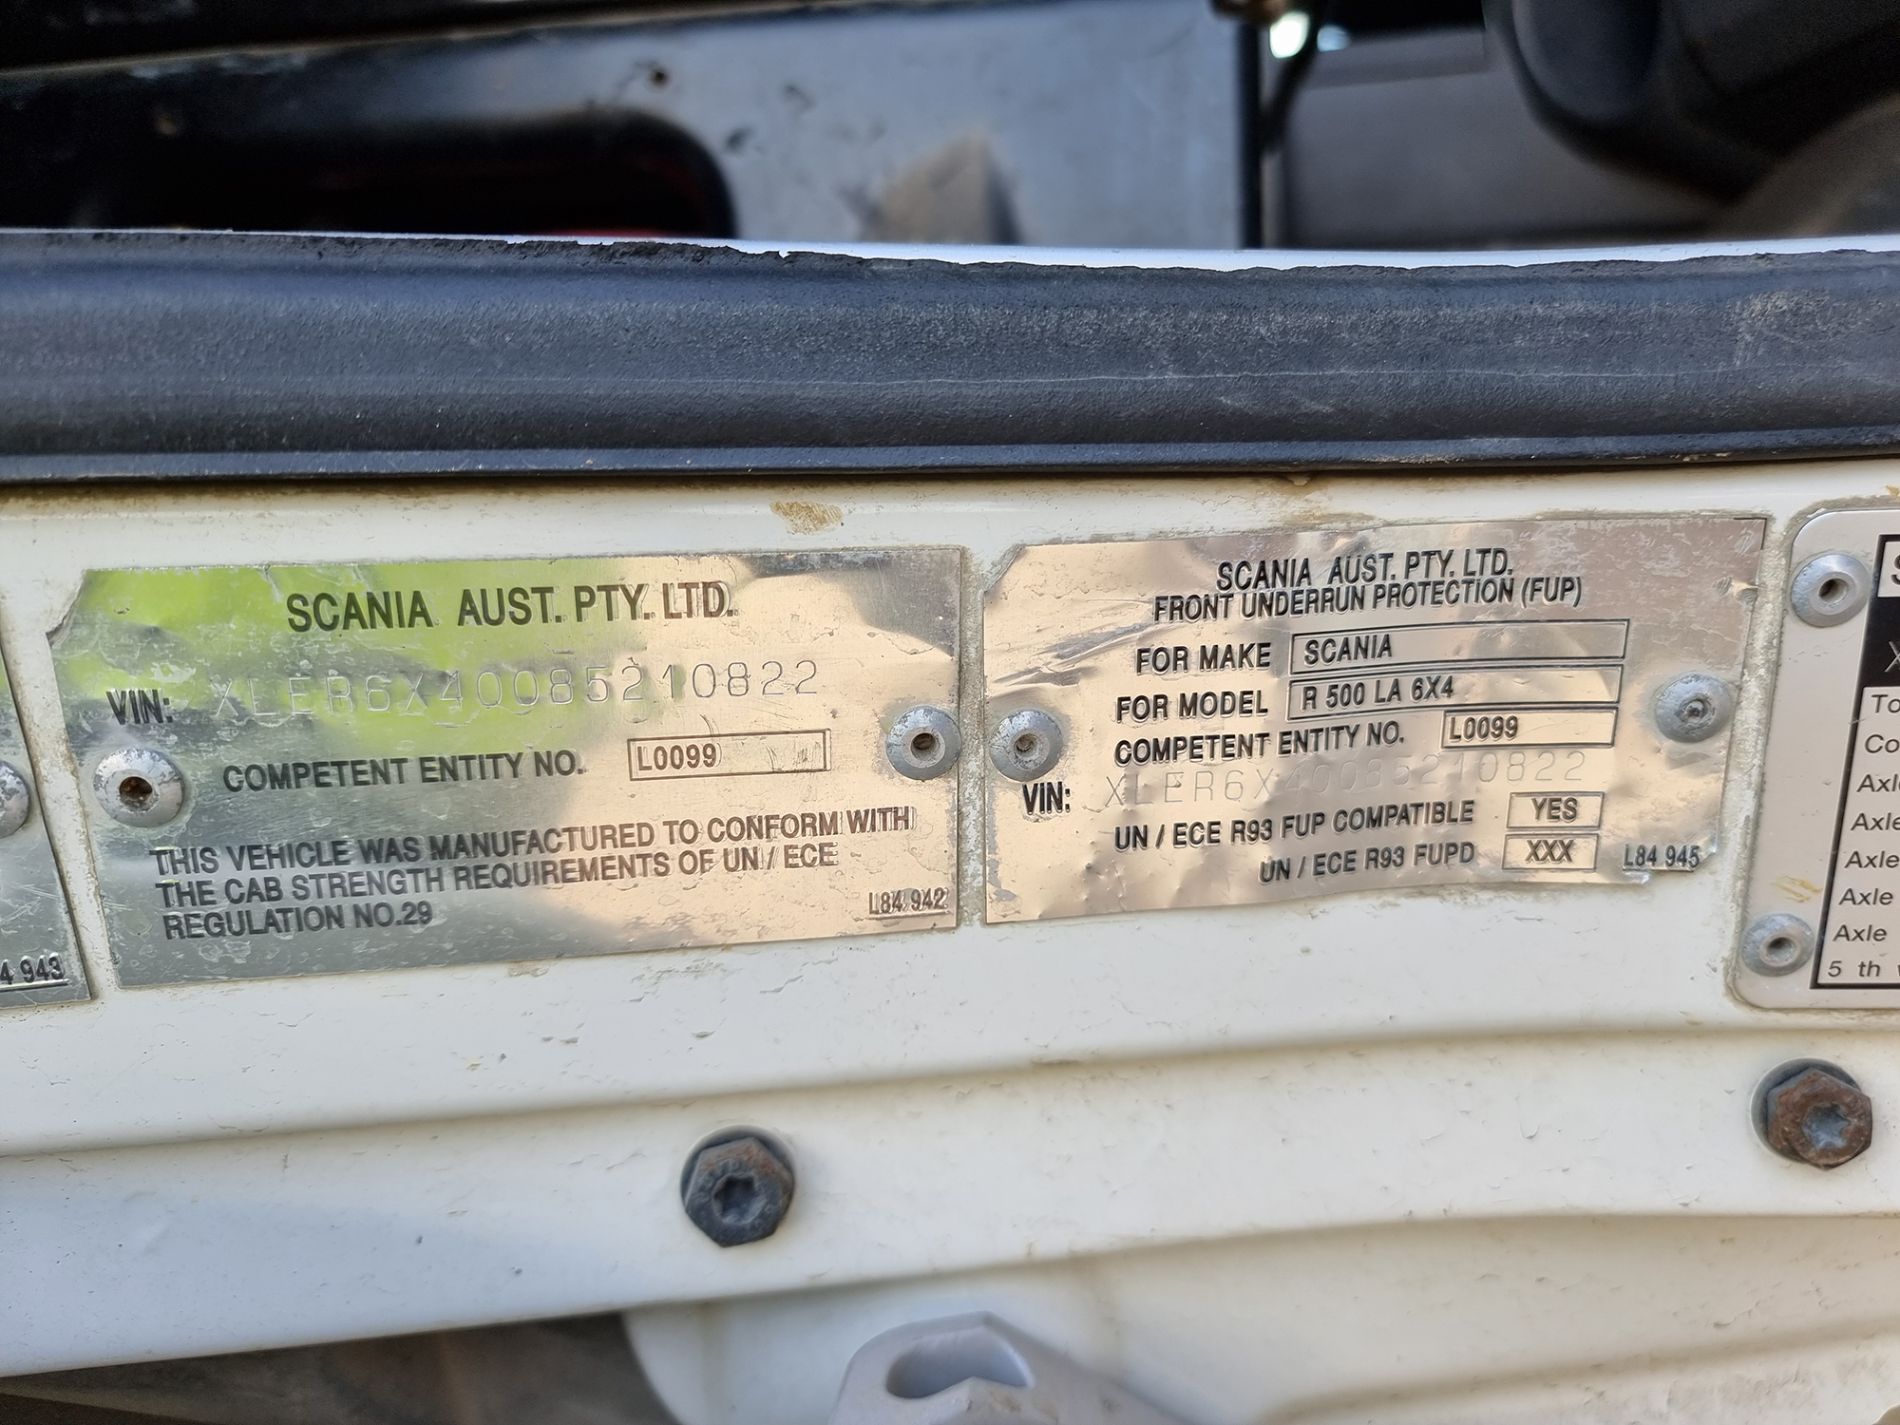 4 943
SCANIA AUST. PTY. LTD.
VIN: XLER6X40085210822
COMPETENT ENTITY NO. L0099
THIS VEHICLE WAS MANUFACTURED TO CONFORM WITH
THE CAB STRENGTH REQUIREMENTS OF UN / ECE
REGULATION NO.29
L84 942
SCANIA AUST. PTY. LTD.
FRONT UNDERRUN PROTECTION (FUP)
FOR MAKE SCANIA
FOR MODEL R 500 LA 6X4
COMPETENT ENTITY NO. L0099
VIN: XLER6X40085210822
UN / ECE R93 FUP COMPATIBLE YES
UN / ECE R93 FUPD XXX
L84 945
S
X
To
Co
Axle
Axle
Axle
Axle
Axle
5 th